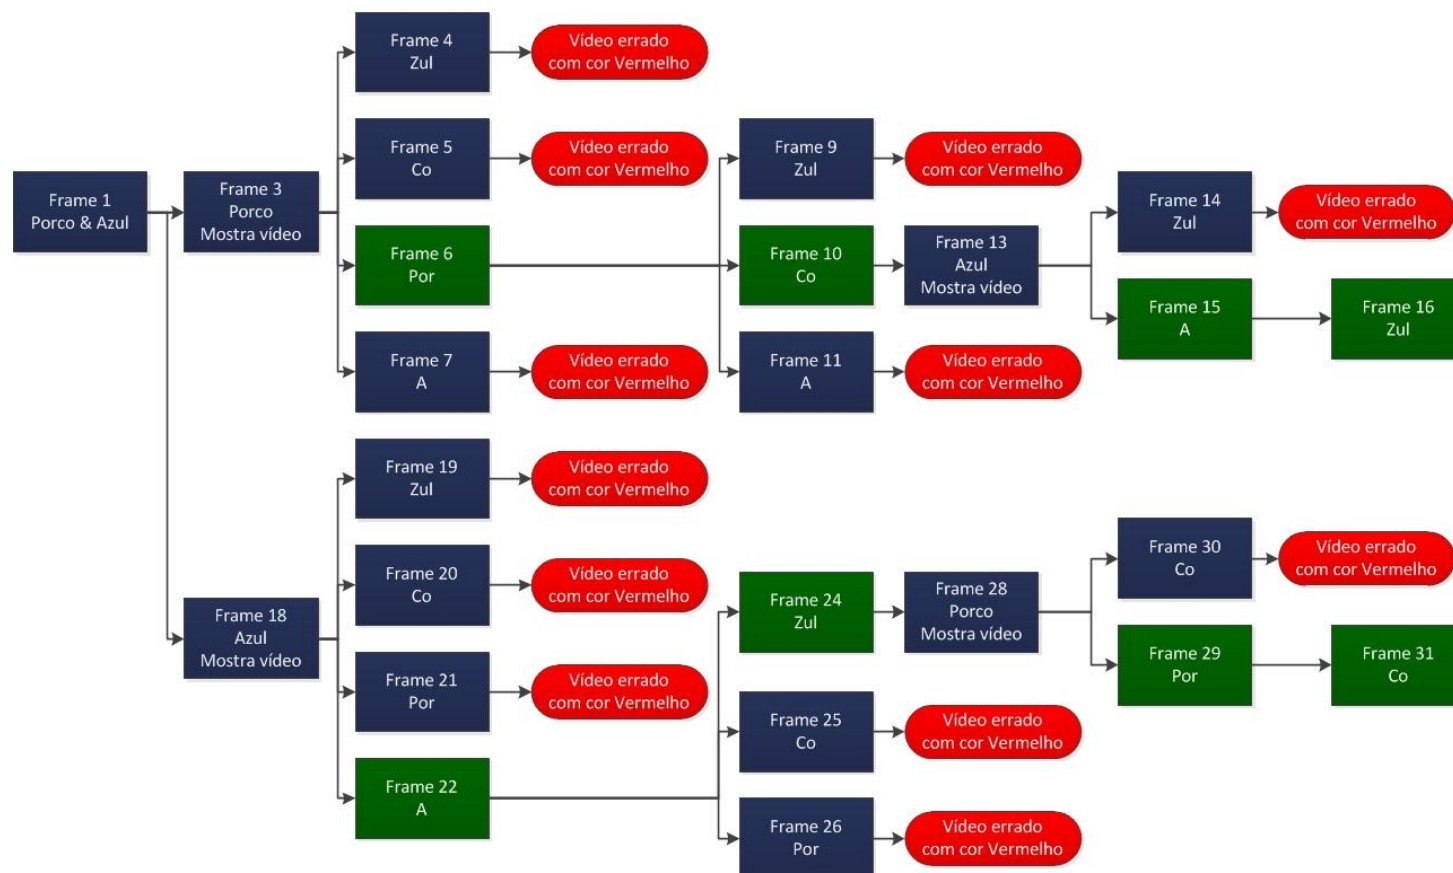 Frame 1
Porco & Azul
Frame 3
Porco
Mostra vídeo
Frame 4
Zul
Vídeo errado
com cor Vermelho
Frame 5
Co
Vídeo errado
com cor Vermelho
Frame 6
Por
Frame 7
A
Vídeo errado
com cor Vermelho
Frame 9
Zul
Vídeo errado
com cor Vermelho
Frame 10
Co
Frame 11
A
Vídeo errado
com cor Vermelho
Frame 13
Azul
Mostra vídeo
Frame 14
Zul
Vídeo errado
com cor Vermelho
Frame 15
A
Frame 16
Zul
Frame 18
Azul
Mostra vídeo
Frame 19
Zul
Vídeo errado
com cor Vermelho
Frame 20
Co
Vídeo errado
com cor Vermelho
Frame 21
Por
Vídeo errado
com cor Vermelho
Frame 22
A
Frame 24
Zul
Frame 25
Co
Vídeo errado
com cor Vermelho
Frame 26
Por
Vídeo errado
com cor Vermelho
Frame 28
Porco
Mostra vídeo
Frame 30
Co
Vídeo errado
com cor Vermelho
Frame 29
Por
Frame 31
Co